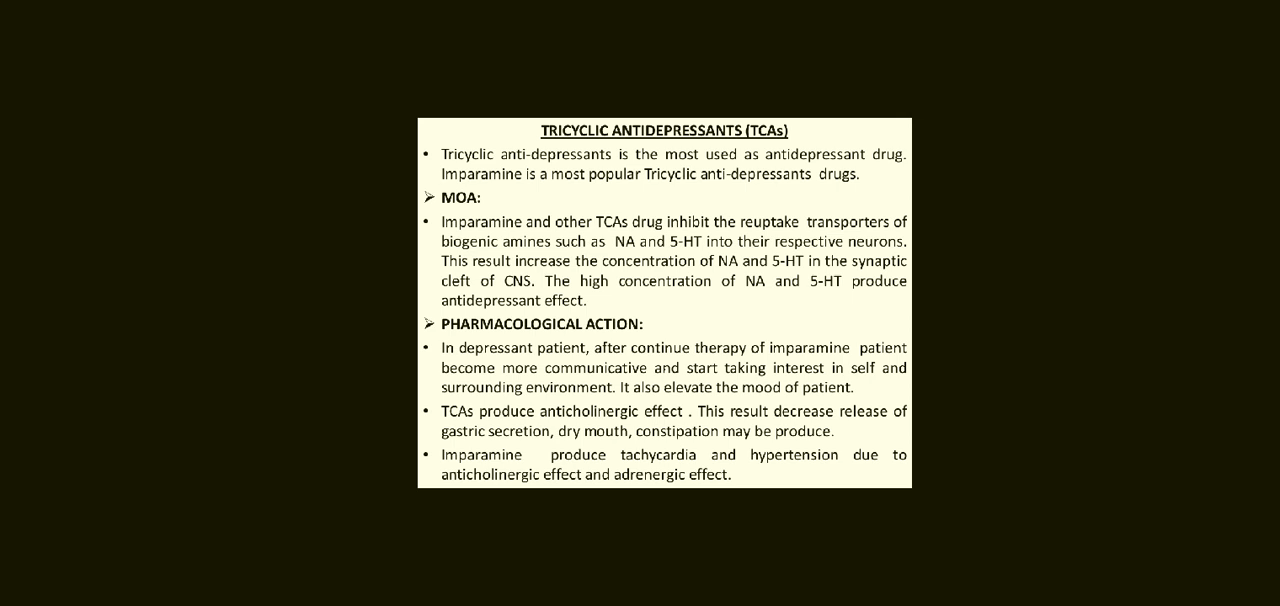 TRICYCLIC ANTIDEPRESSANTS (TCAs)
• Tricyclic anti-depressants is the most used as antidepressant drug.
Imparamine is a most popular Tricyclic anti-depressants drugs.
➢ MOA:
• Imparamine and other TCAs drug inhibit the reuptake transporters of
biogenic amines such as NA and 5-HT into their respective neurons.
This result increase the concentration of NA and 5-HT in the synaptic
cleft of CNS. The high concentration of NA and 5-HT produce
antidepressant effect.
➢ PHARMACOLOGICAL ACTION:
• In depressant patient, after continue therapy of imparamine patient
become more communicative and start taking interest in self and
surrounding environment. It also elevate the mood of patient.
• TCAs produce anticholinergic effect . This result decrease release of
gastric secretion, dry mouth, constipation may be produce.
• Imparamine produce tachycardia and hypertension due to
anticholinergic effect and adrenergic effect.